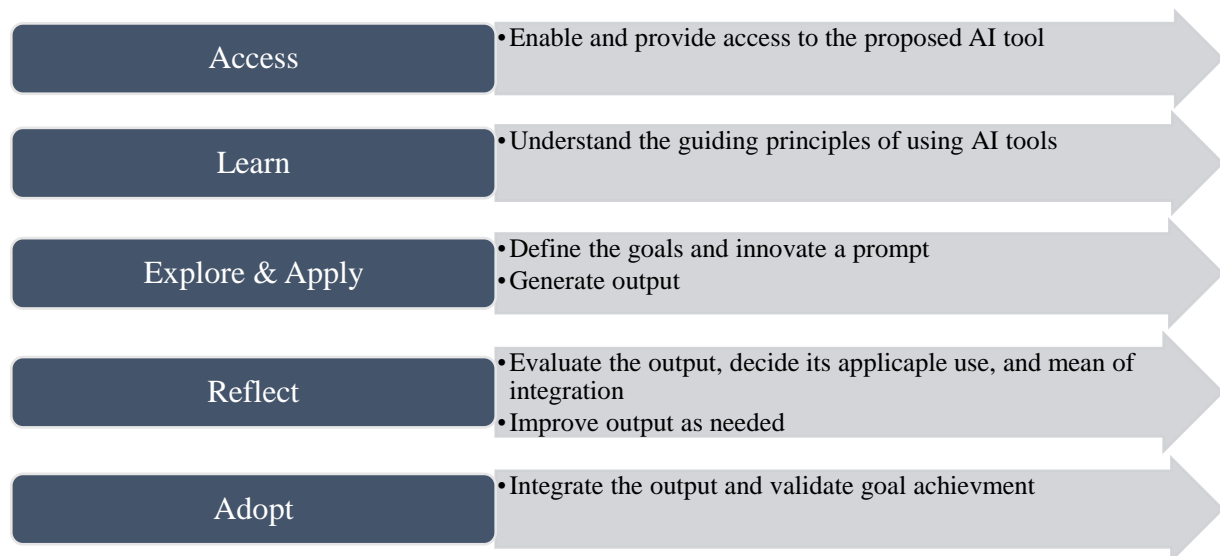 Access
•Enable and provide access to the proposed AI tool
Learn
•Understand the guiding principles of using AI tools
Explore & Apply
•Define the goals and innovate a prompt
•Generate output
Reflect
•Evaluate the output, decide its applicaple use, and mean of
integration
•Improve output as needed
Adopt
•Integrate the output and validate goal achievment